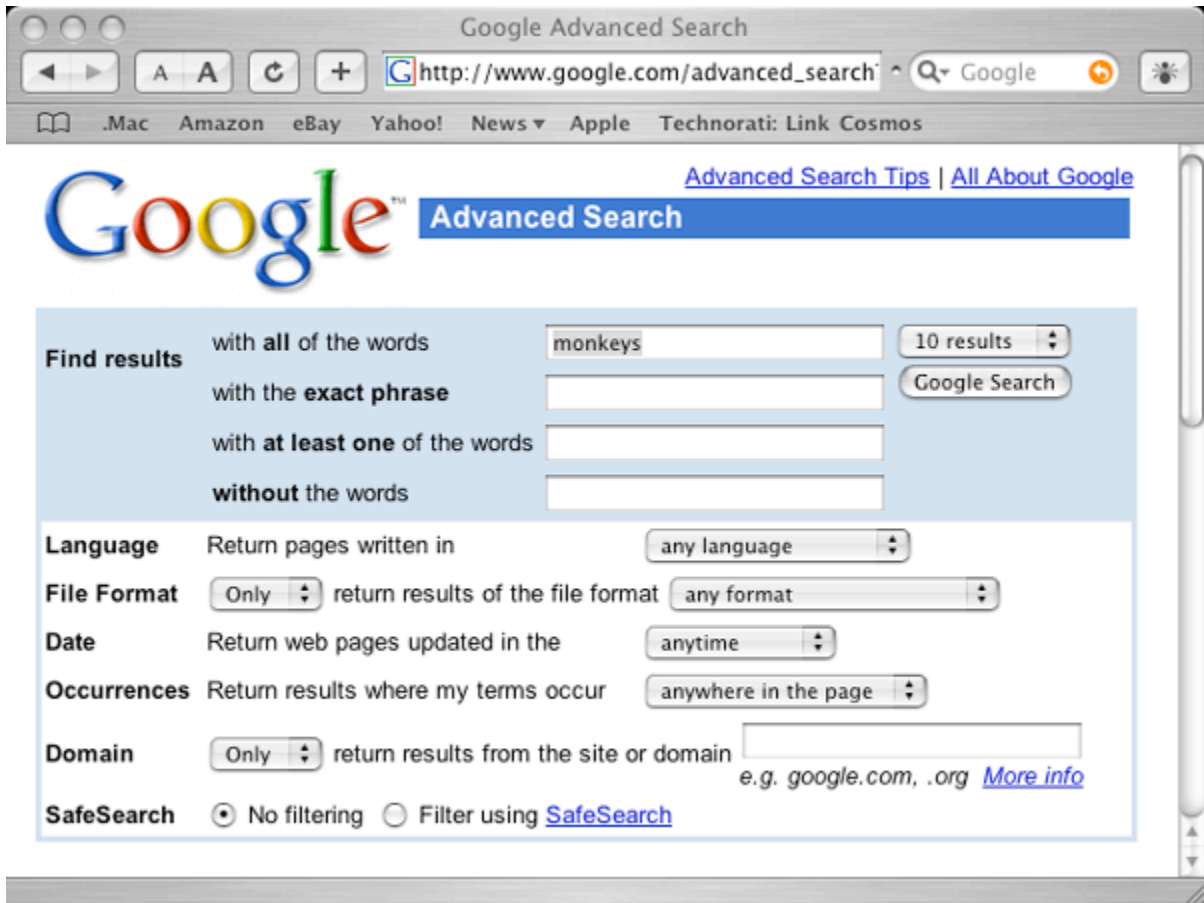 Google Advanced Search
A A + G http://www.google.com/advanced_search Q Google
.Mac Amazon eBay Yahoo! News Apple Technorati: Link Cosmos
Advanced Search Tips | All About Google
Google™ Advanced Search
Find results with all of the words monkeys 10 results
with the exact phrase Google Search
with at least one of the words
without the words
Language Return pages written in any language
File Format Only return results of the file format any format
Date Return web pages updated in the anytime
Occurrences Return results where my terms occur anywhere in the page
Domain Only return results from the site or domain
e.g. google.com, .org More info
SafeSearch No filtering Filter using SafeSearch